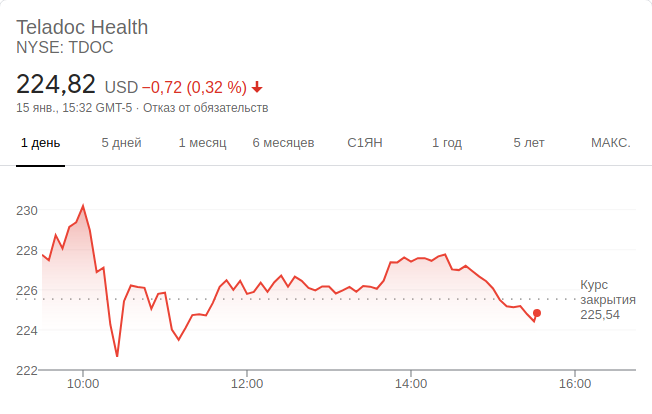 Teladoc Health
NYSE: TDOC
224,82 USD −0,72 (0,32 %)
15 янв., 15:32 GMT-5 · Отказ от обязательств
1 день 5 дней 1 месяц 6 месяцев С1ЯН 1 год 5 лет МАКС.
230
228
226
224
222
Курс
закрытия
225,54
10:00 12:00 14:00 16:00